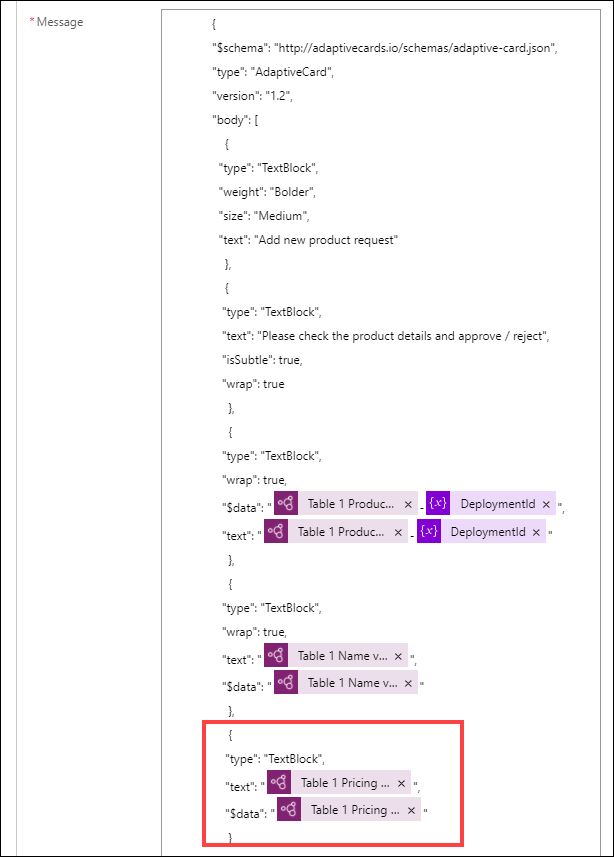 * Message
{
"$schema": "http://adaptivecards.io/schemas/adaptive-card.json",
"type": "AdaptiveCard",
"version": "1.2",
"body": [
{
"type": "TextBlock",
"weight": "Bolder",
"size": "Medium",
"text": "Add new product request"
},
{
"type": "TextBlock",
"text": "Please check the product details and approve / reject",
"isSubtle": true,
"wrap": true
},
{
"type": "TextBlock",
"wrap": true,
"$data": " Table 1 Produc... × - {x} DeploymentId × ",
"text": " Table 1 Produc... × - {x} DeploymentId × "
},
{
"type": "TextBlock",
"wrap": true,
"text": " Table 1 Name v... × ",
"$data": " Table 1 Name v... × "
},
{
"type": "TextBlock",
"text": " Table 1 Pricing ... × ",
"$data": " Table 1 Pricing ... × "
}